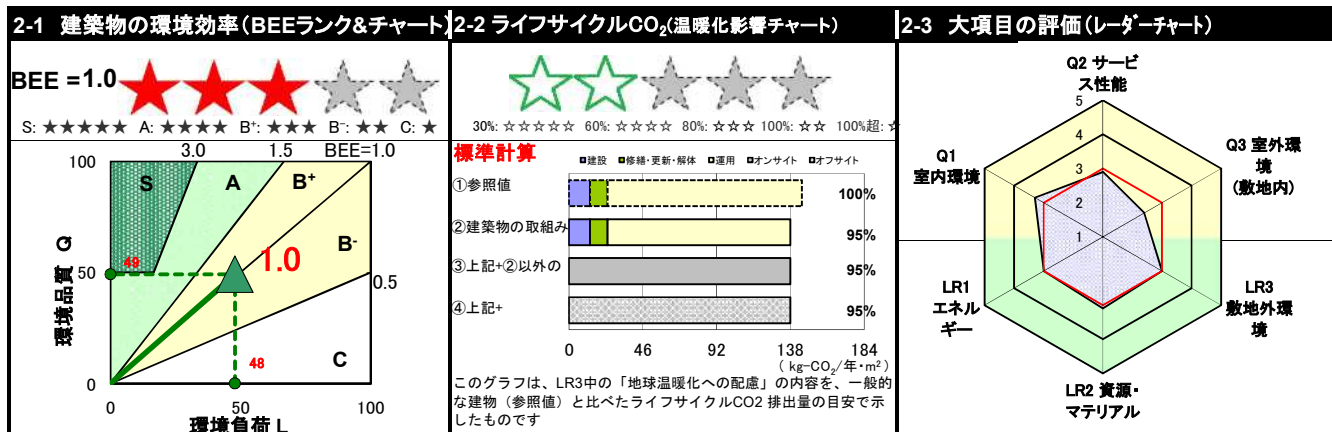 2-1 建築物の環境効率(BEEランク&チャート)
BEE = 1.0
S: ★★★★★ A: ★★★★ B⁺: ★★★ B⁻: ★★ C: ★
3.0 1.5 BEE=1.0
100
S A B⁺
B⁻
1.0
49
50
0.5
環境品質 Q
48
C
0
0 50 100
環境負荷 L
2-2 ライフサイクルCO₂(温暖化影響チャート)
30%: ☆☆☆☆☆ 60%: ☆☆☆☆ 80%: ☆☆☆ 100%: ☆☆ 100%超: ☆
標準計算
■建設 ■修繕・更新・解体 □運用 ■オンサイト ■オフサイト
①参照値 100%
②建築物の取組み 95%
③上記+②以外の 95%
④上記+ 95%
0 46 92 138 184
( kg-CO₂/年・m²)
このグラフは、LR3中の「地球温暖化への配慮」の内容を、一般的
な建物(参照値)と比べたライフサイクルCO2 排出量の目安で示
したものです
2-3 大項目の評価(レーダーチャート)
Q2 サービ
ス性能
5
4
3
2
1
Q1
室内環境
Q3 室外環
境
(敷地内)
LR1
エネル
ギー
LR3
敷地外環
境
LR2 資源・
マテリアル